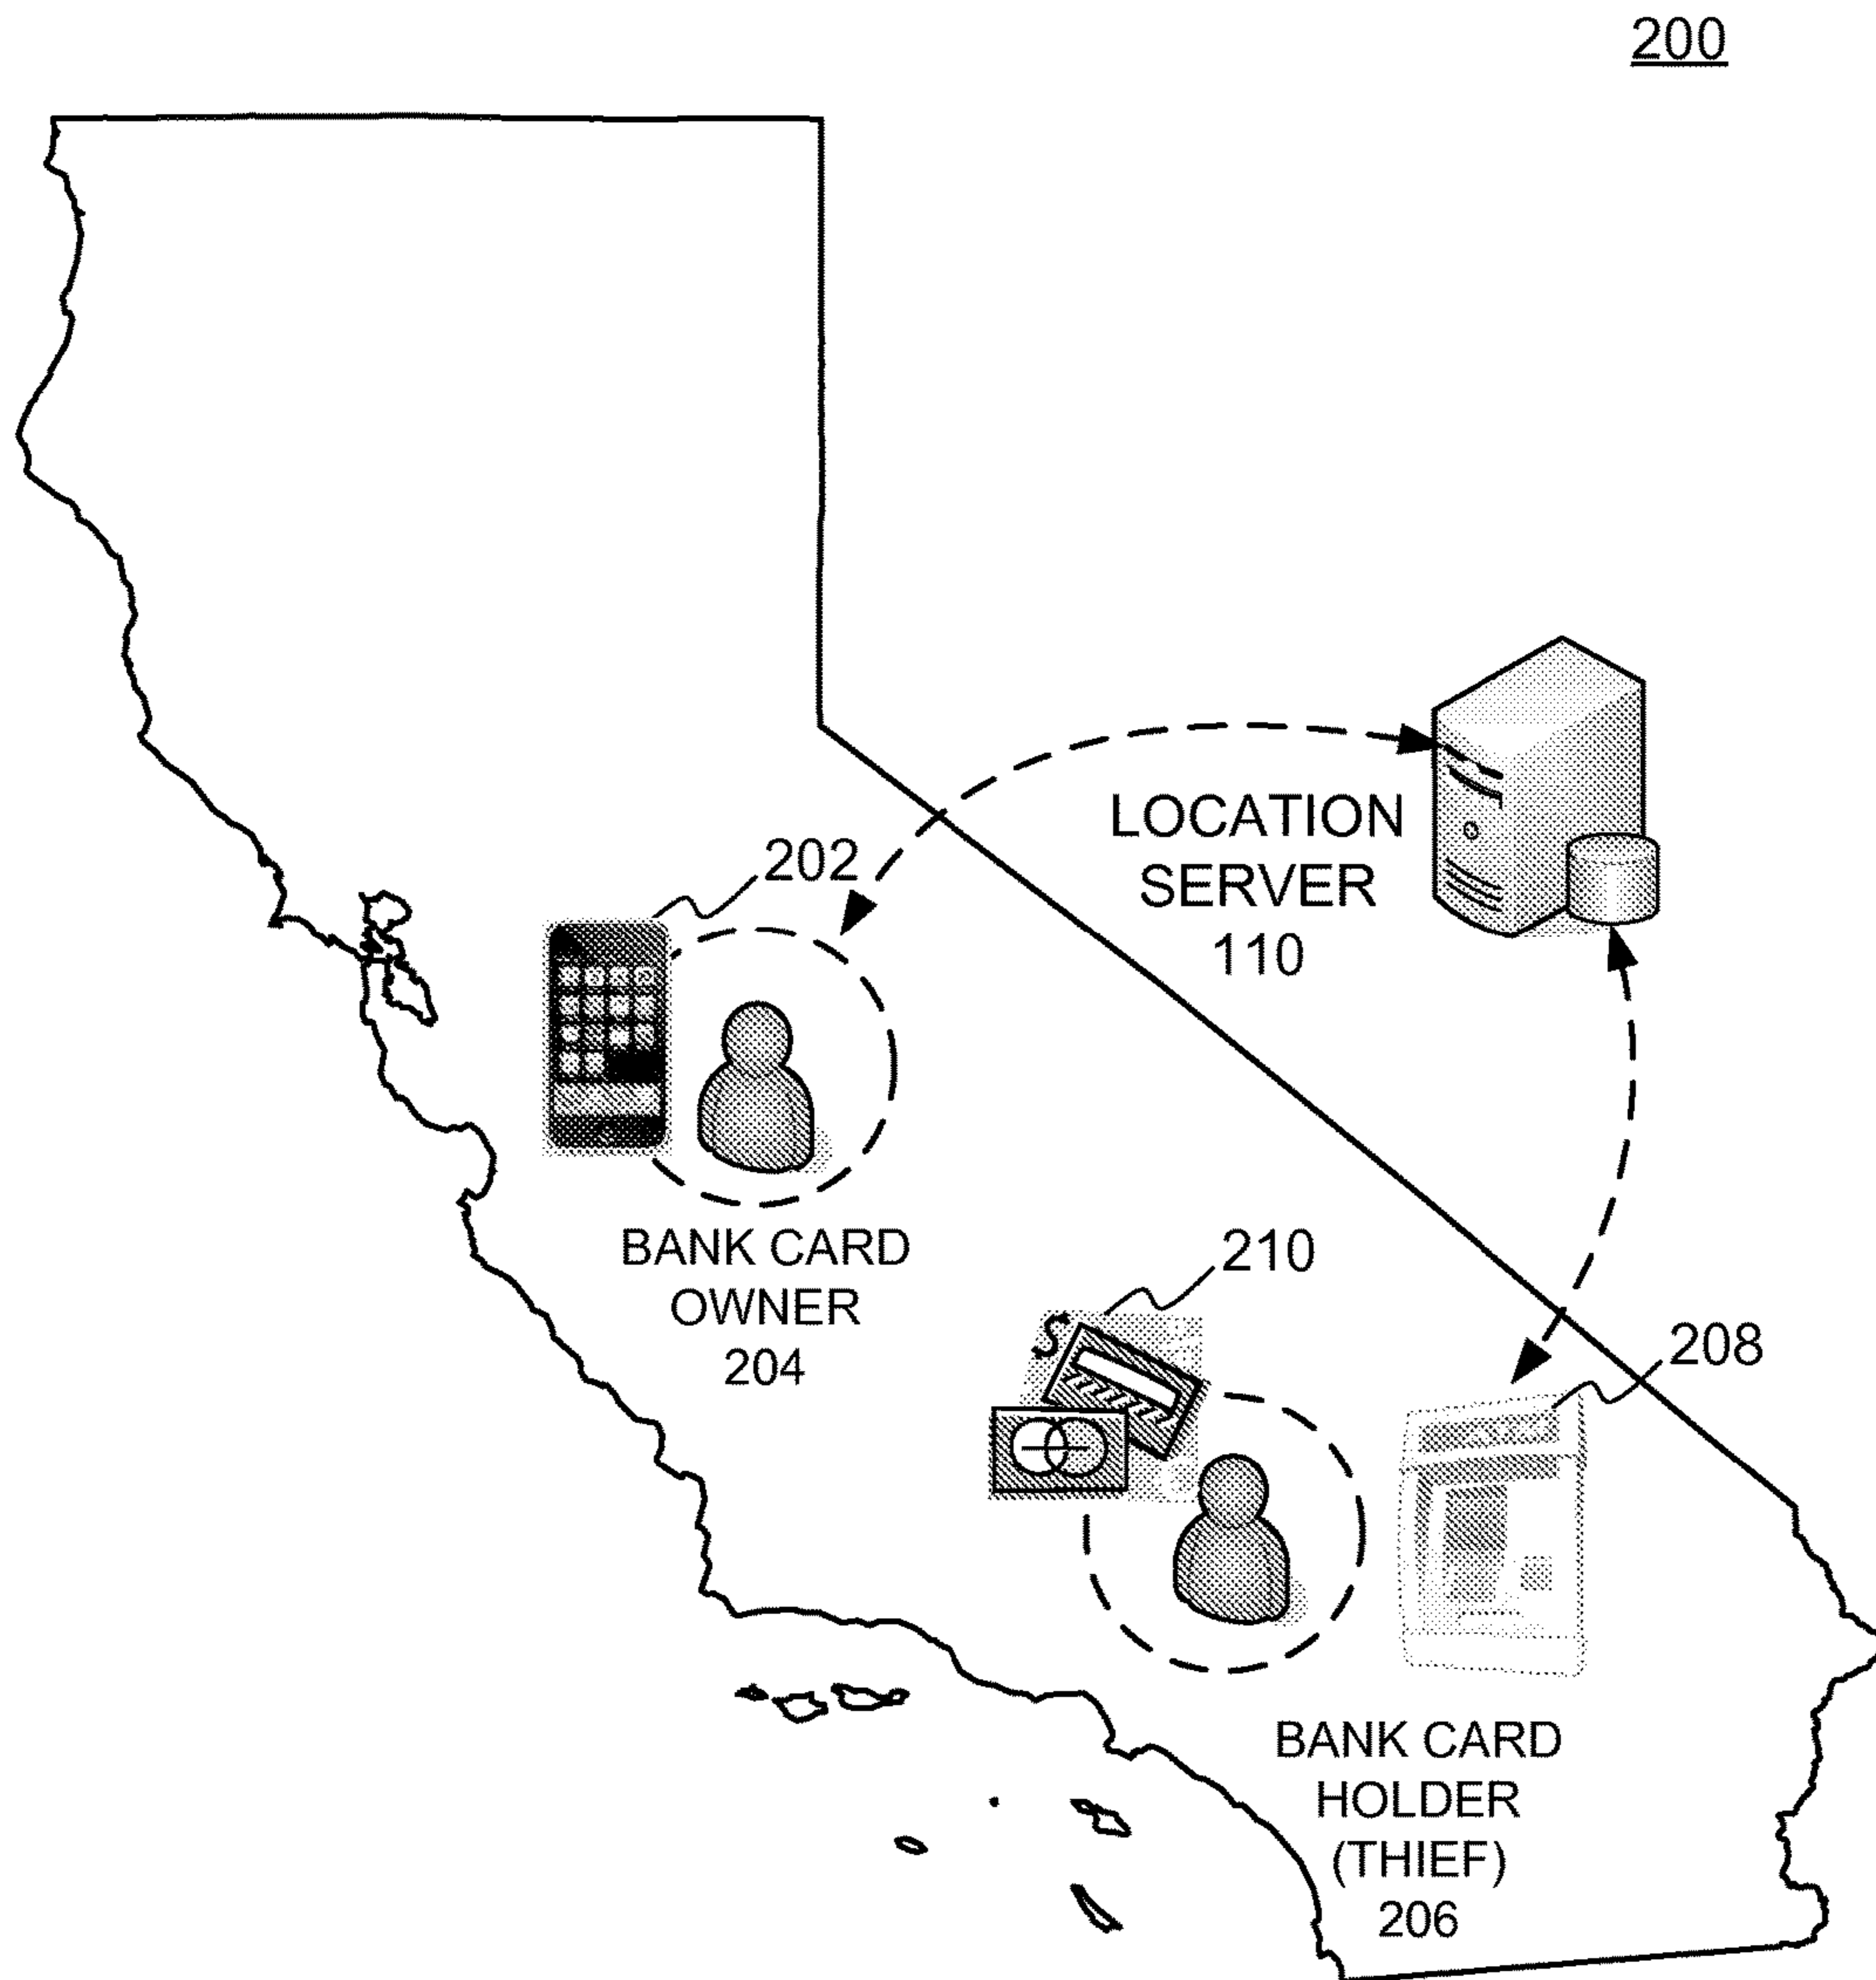 200
LOCATION
SERVER
110
202
BANK CARD
OWNER
204
210
208
BANK CARD
HOLDER
(THIEF)
206